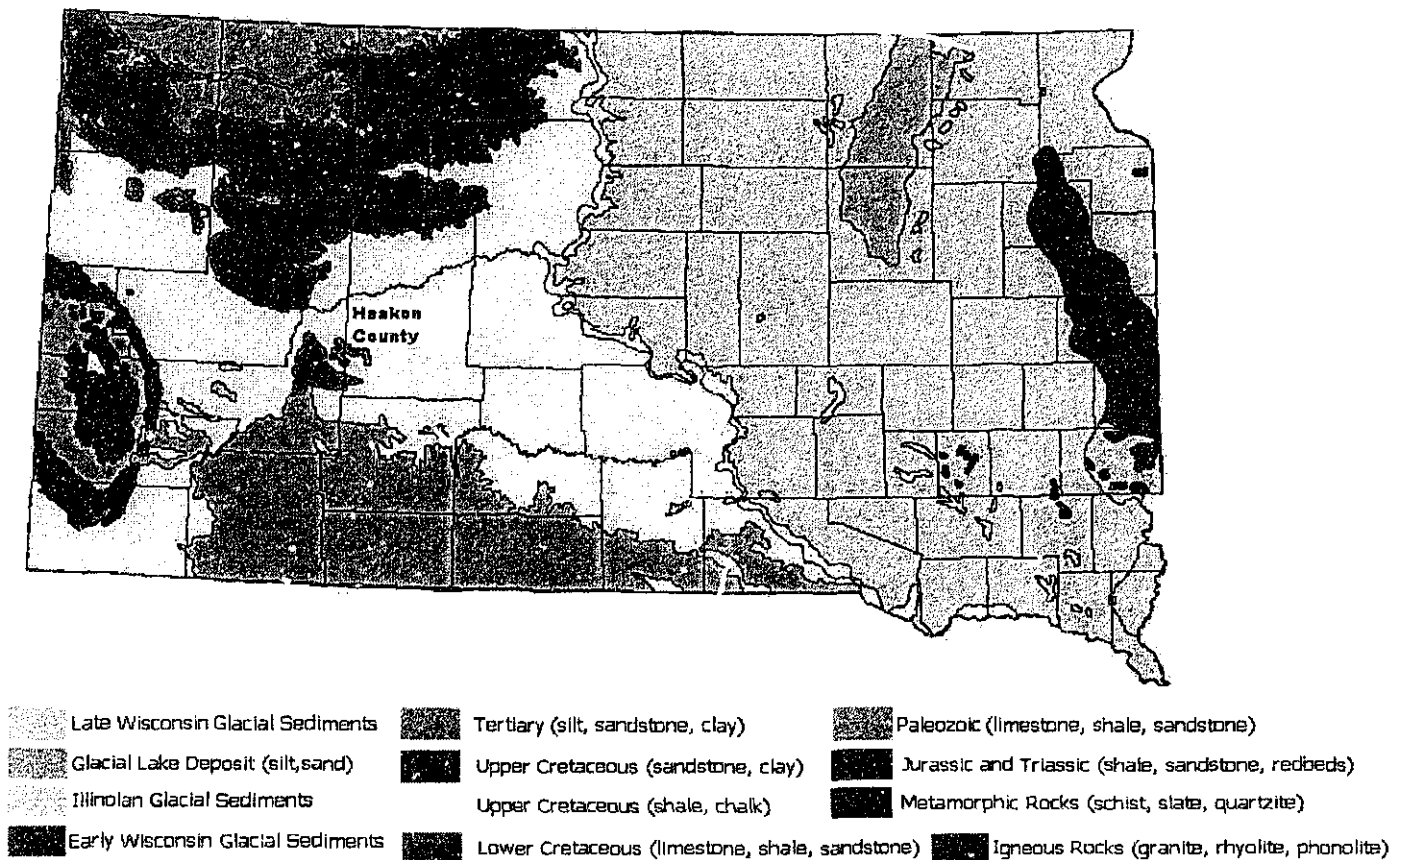 Haakon
County
Late Wisconsin Glacial Sediments
Glacial Lake Deposit (silt,sand)
Illinoian Glacial Sediments
Early Wisconsin Glacial Sediments
Tertiary (silt, sandstone, clay)
Upper Cretaceous (sandstone, clay)
Upper Cretaceous (shale, chalk)
Lower Cretaceous (limestone, shale, sandstone)
Paleozoic (limestone, shale, sandstone)
Jurassic and Triassic (shale, sandstone, redbeds)
Metamorphic Rocks (schist, slate, quartzite)
Igneous Rocks (granite, rhyolite, phonolite)